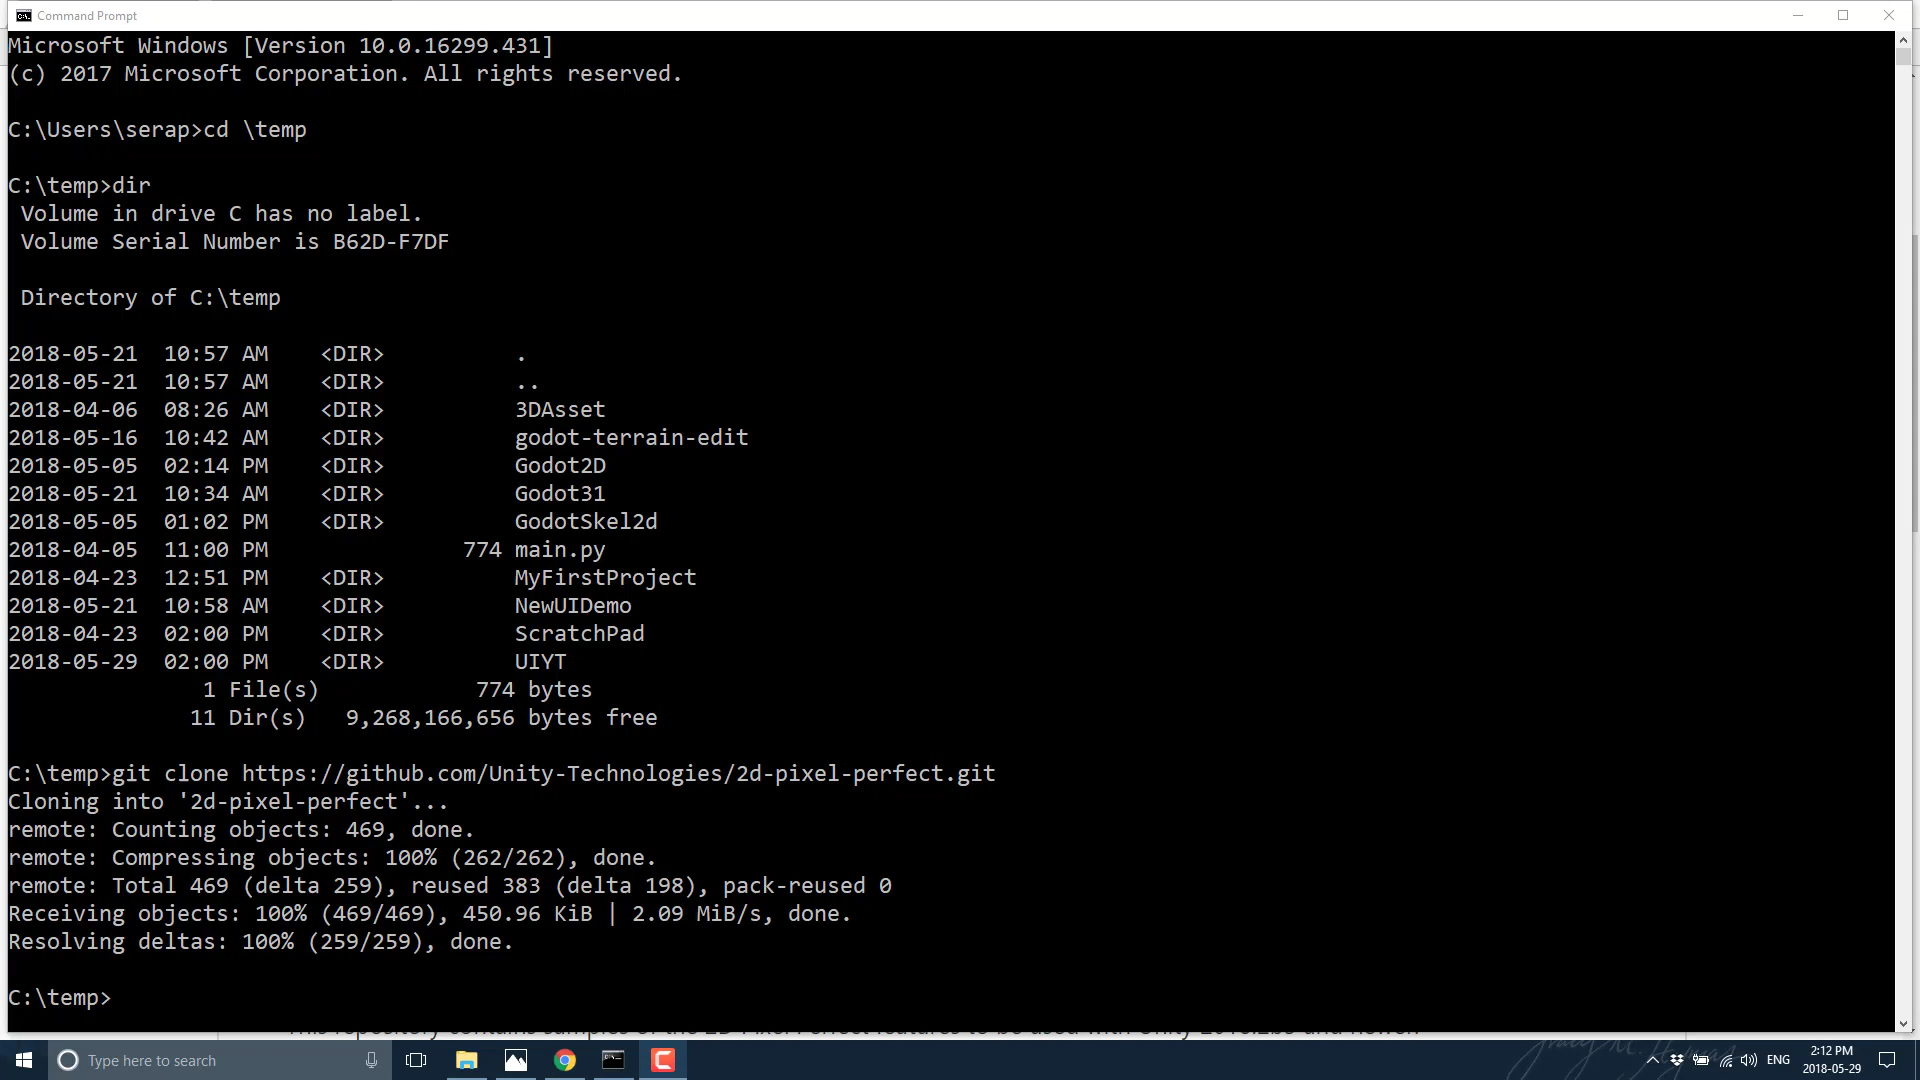 Command Prompt
Microsoft Windows [Version 10.0.16299.431]
(c) 2017 Microsoft Corporation. All rights reserved.
C:\Users\serap>cd \temp
C:\temp>dir
Volume in drive C has no label.
Volume Serial Number is B62D-F7DF
Directory of C:\temp
2018-05-21  10:57 AM    <DIR>          .
2018-05-21  10:57 AM    <DIR>          ..
2018-04-06  08:26 AM    <DIR>          3DAsset
2018-05-16  10:42 AM    <DIR>          godot-terrain-edit
2018-05-05  02:14 PM    <DIR>          Godot2D
2018-05-21  10:34 AM    <DIR>          Godot31
2018-05-05  01:02 PM    <DIR>          GodotSkel2d
2018-04-05  11:00 PM               774 main.py
2018-04-23  12:51 PM    <DIR>          MyFirstProject
2018-05-21  10:58 AM    <DIR>          NewUIDemo
2018-04-23  02:00 PM    <DIR>          ScratchPad
2018-05-29  02:00 PM    <DIR>          UIYT
1 File(s)            774 bytes
11 Dir(s)   9,268,166,656 bytes free
C:\temp>git clone https://github.com/Unity-Technologies/2d-pixel-perfect.git
Cloning into '2d-pixel-perfect'...
remote: Counting objects: 469, done.
remote: Compressing objects: 100% (262/262), done.
remote: Total 469 (delta 259), reused 383 (delta 198), pack-reused 0
Receiving objects: 100% (469/469), 450.96 KiB | 2.09 MiB/s, done.
Resolving deltas: 100% (259/259), done.
C:\temp>
Type here to search
ENG
2:12 PM
2018-05-29